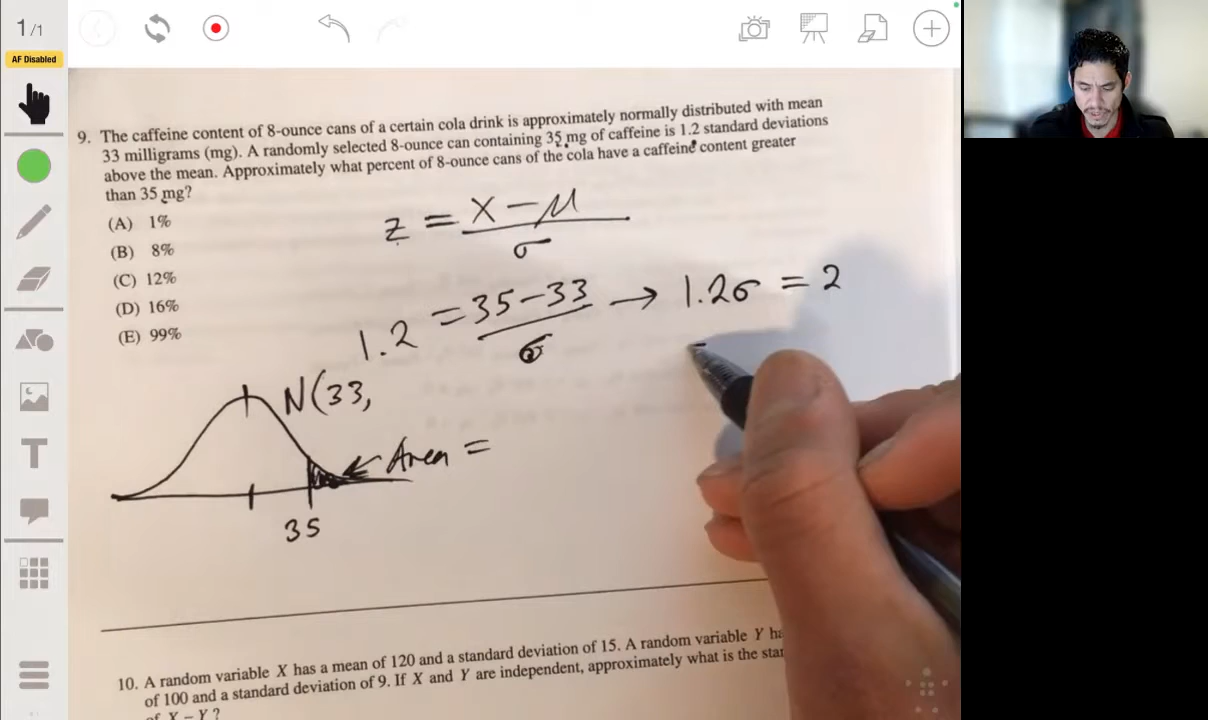 1/1
AF Disabled
9. The caffeine content of 8-ounce cans of a certain cola drink is approximately normally distributed with mean
33 milligrams (mg). A randomly selected 8-ounce can containing 35 mg of caffeine is 1.2 standard deviations
above the mean. Approximately what percent of 8-ounce cans of the cola have a caffeine content greater
than 35 mg?
(A) 1%
(B) 8%
(C) 12%
(D) 16%
(E) 99%
z = x - μ
σ
1.2 = 35-33 → 1.2σ = 2
σ
N(33,
Area =
35
T
10. A random variable X has a mean of 120 and a standard deviation of 15. A random variable Y
of 100 and a standard deviation of 9. If X and Y are independent, approximately what is the
of X – Y?